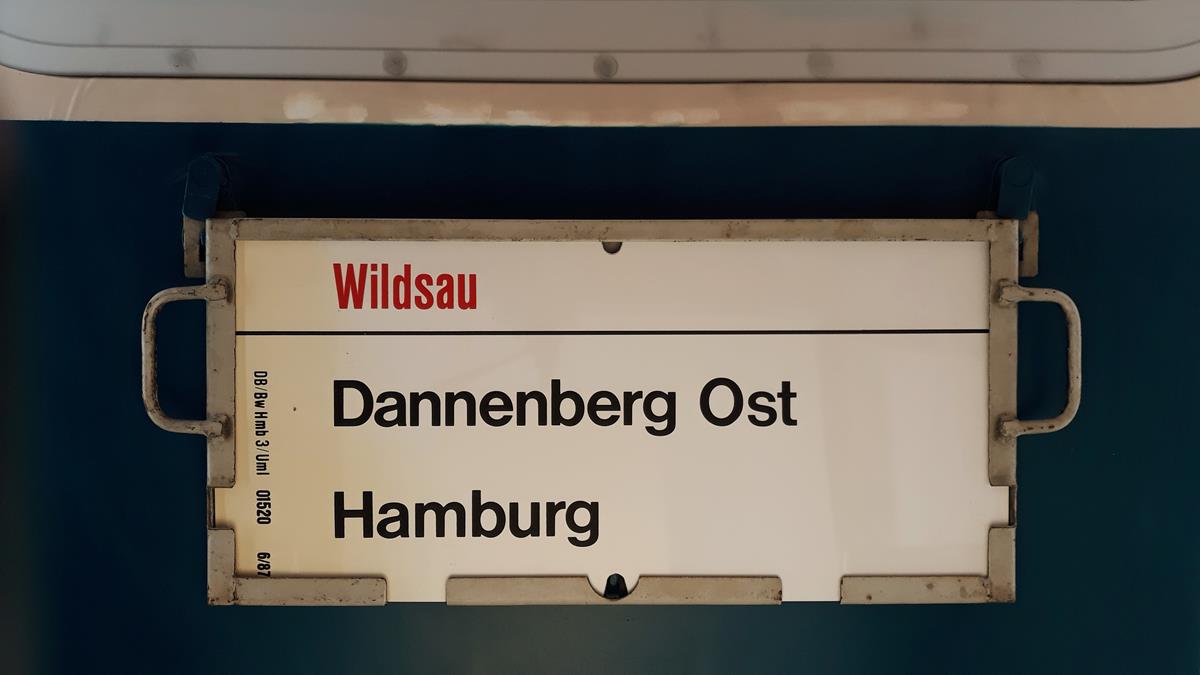 Wildsau
Dannenberg Ost
Hamburg
DB/Bw Hmb 3/Uml 01520 6/87